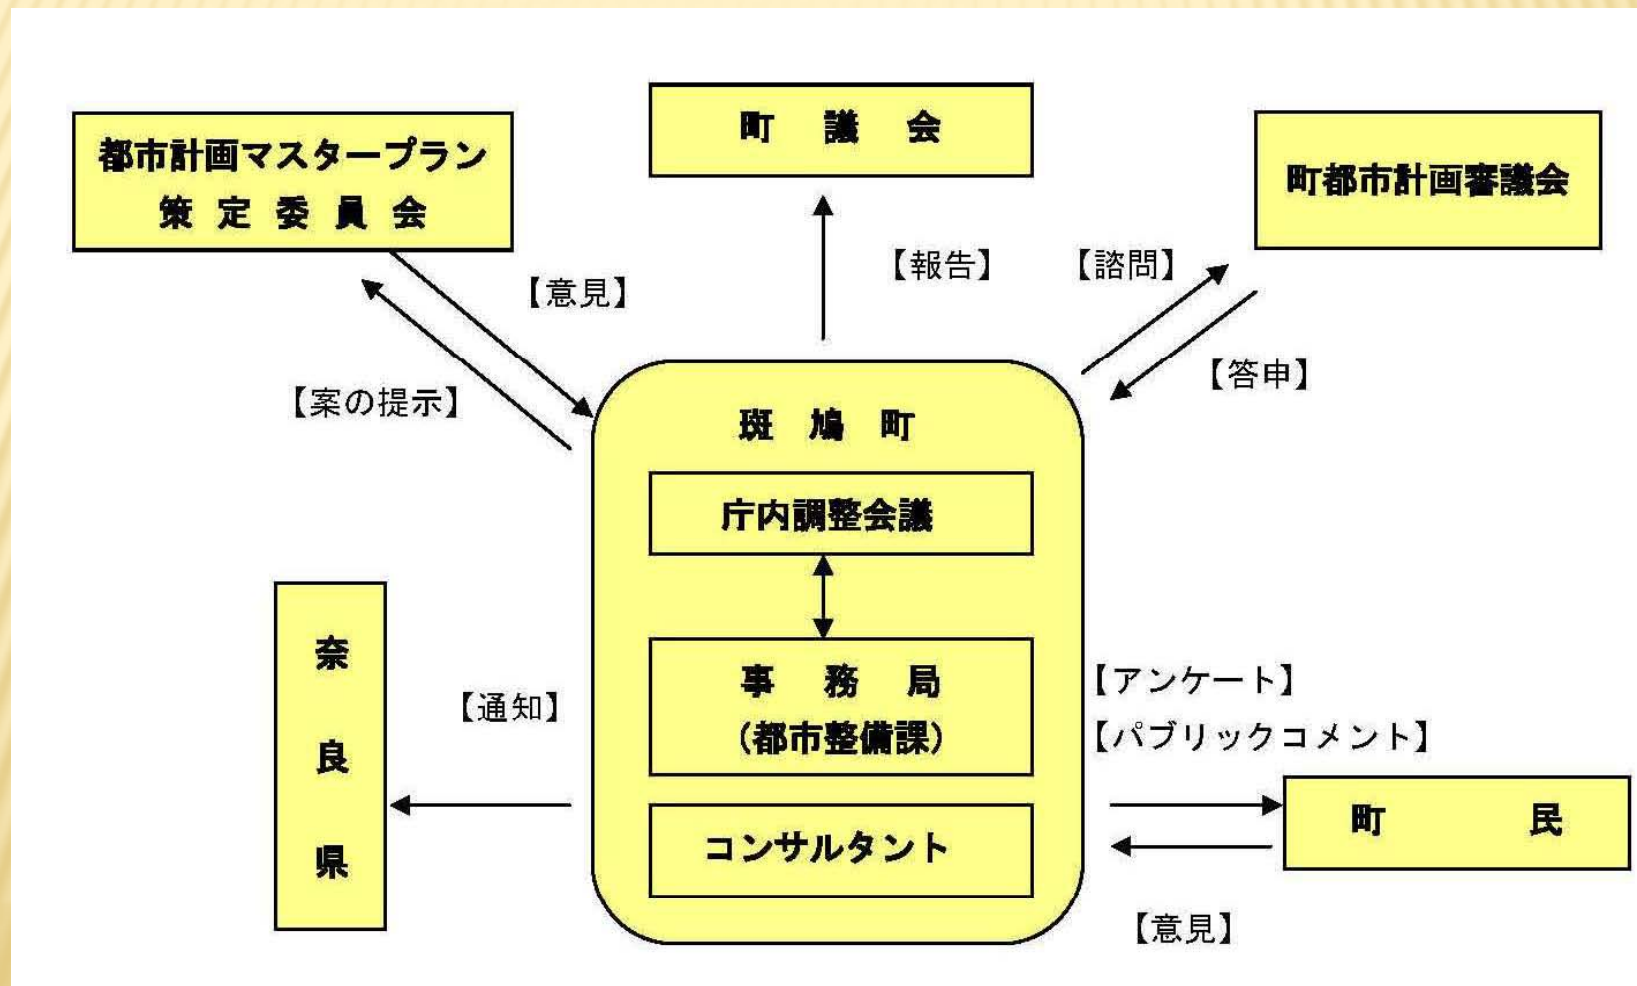 町議会
都市計画マスタープラン
策定委員会
町都市計画審議会
【報告】
【諮問】
【意見】
【答申】
【案の提示】
斑鳩町
庁内調整会議
事務局
（都市整備課）
【アンケート】
【パブリックコメント】
【通知】
奈良県
コンサルタント
町民
【意見】